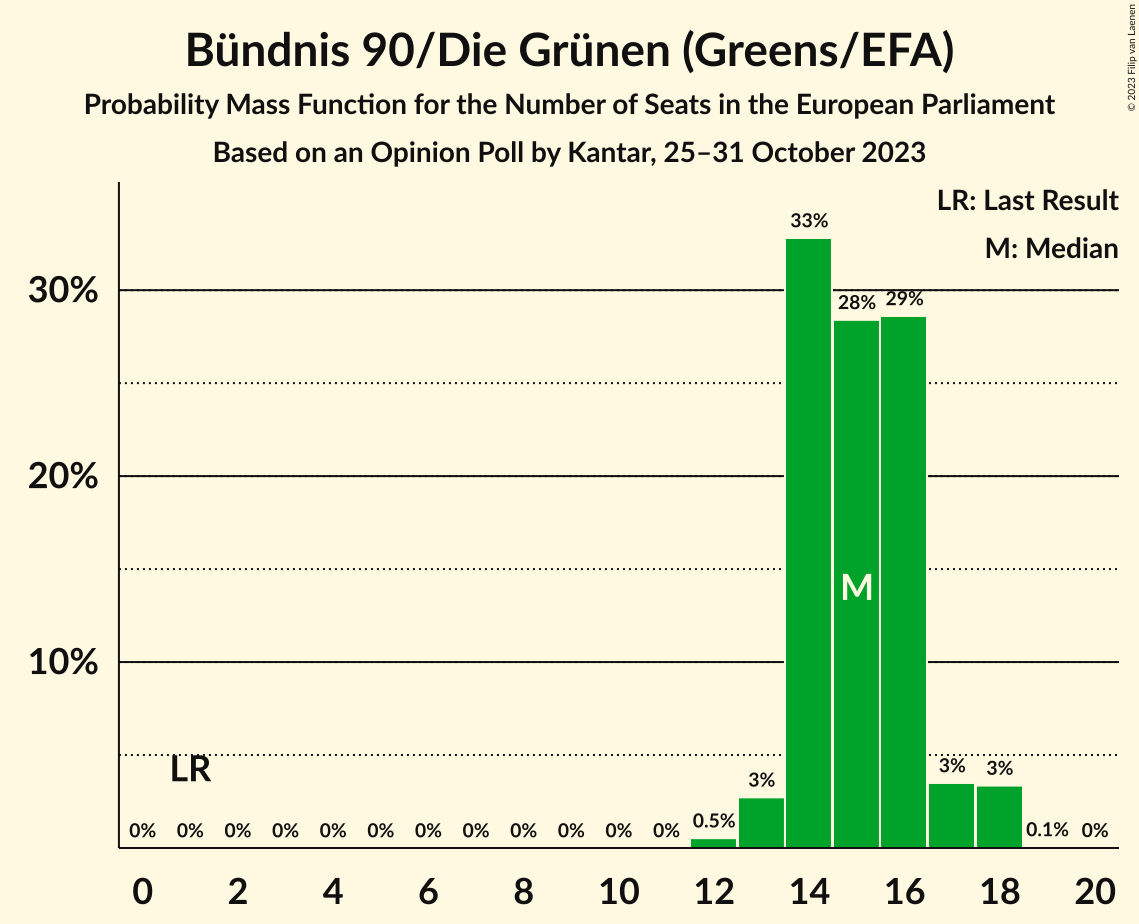 Bündnis 90/Die Grünen (Greens/EFA)
Probability Mass Function for the Number of Seats in the European Parliament
Based on an Opinion Poll by Kantar, 25–31 October 2023
© 2023 Filip van Laenen
LR: Last Result
M: Median
30%
20%
10%
33%
28% 29%
M
LR
0% 0% 0% 0% 0% 0% 0% 0% 0% 0% 0% 0% 0.5% 3% 3% 3% 0.1% 0%
0 2 4 6 8 10 12 14 16 18 20